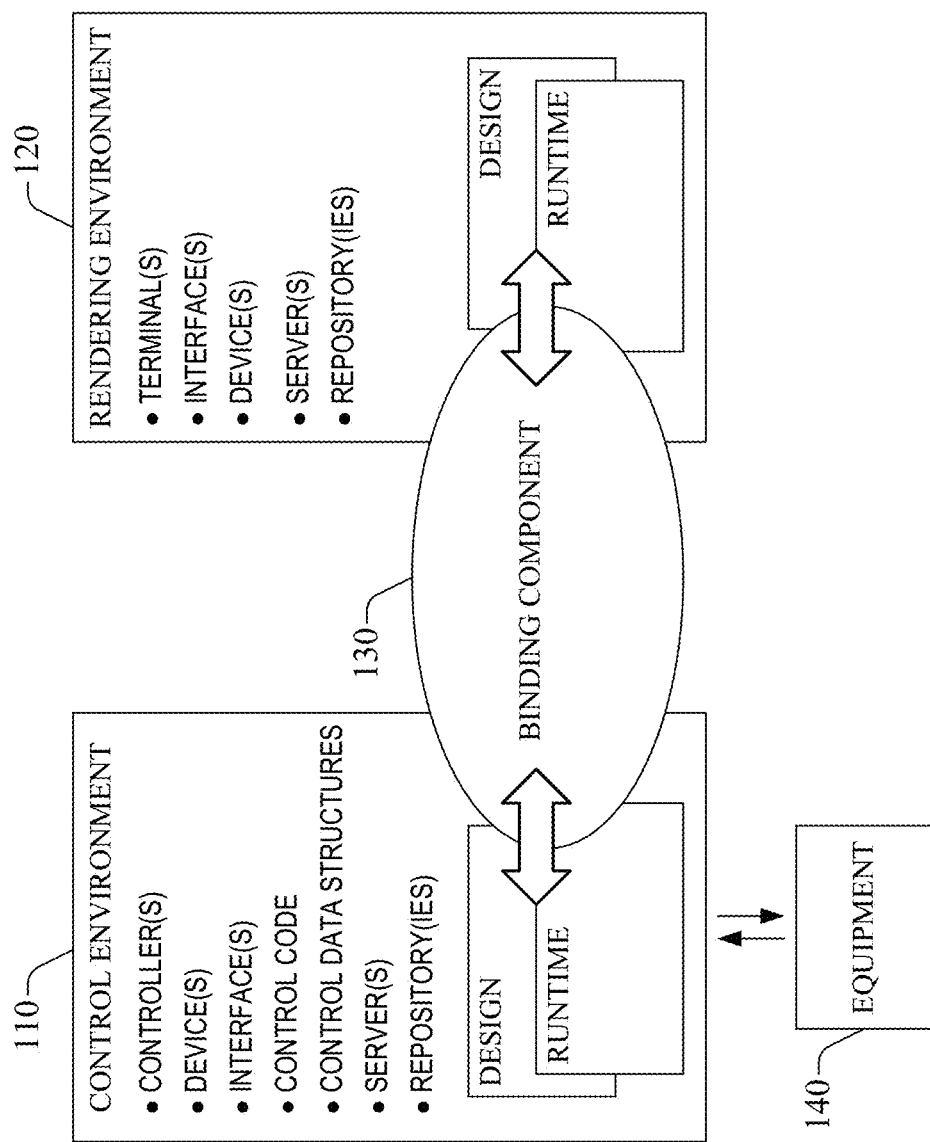 110
CONTROL ENVIRONMENT
• CONTROLLER(S)
• DEVICE(S)
• INTERFACE(S)
• CONTROL CODE
• CONTROL DATA STRUCTURES
• SERVER(S)
• REPOSITORY(IES)
DESIGN
RUNTIME
130
BINDING COMPONENT
120
RENDERING ENVIRONMENT
• TERMINAL(S)
• INTERFACE(S)
• DEVICE(S)
• SERVER(S)
• REPOSITORY(IES)
DESIGN
RUNTIME
140
EQUIPMENT